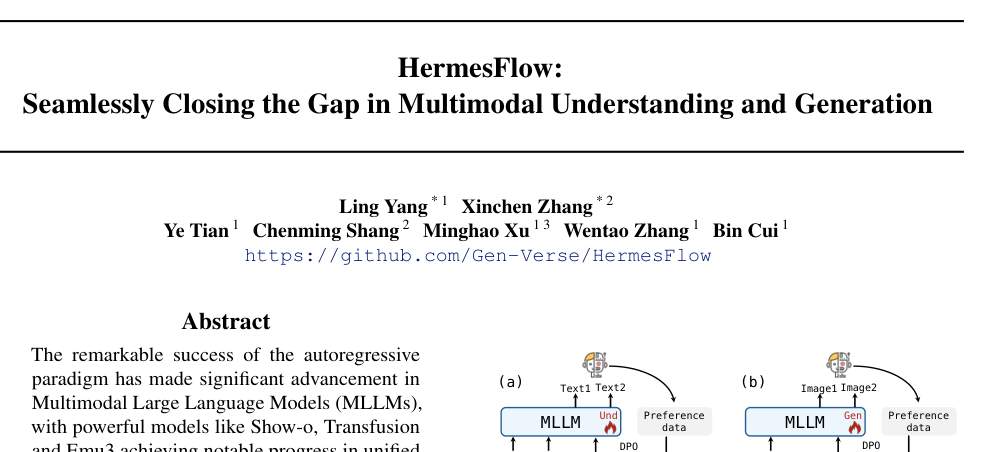 HermesFlow:
Seamlessly Closing the Gap in Multimodal Understanding and Generation
Ling Yang * 1 Xinchen Zhang * 2
Ye Tian 1 Chenming Shang 2 Minghao Xu 1 3 Wentao Zhang 1 Bin Cui 1
https://github.com/Gen-Verse/HermesFlow
Abstract
The remarkable success of the autoregressive
paradigm has made significant advancement in
Multimodal Large Language Models (MLLMs),
with powerful models like Show-o, Transfusion
and Emu3 achieving notable progress in unified
(a)
Text1 Text2
MLLM
Und
Preference
data
DPO
(b)
Image1 Image2
MLLM
Gen
Preference
data
DPO